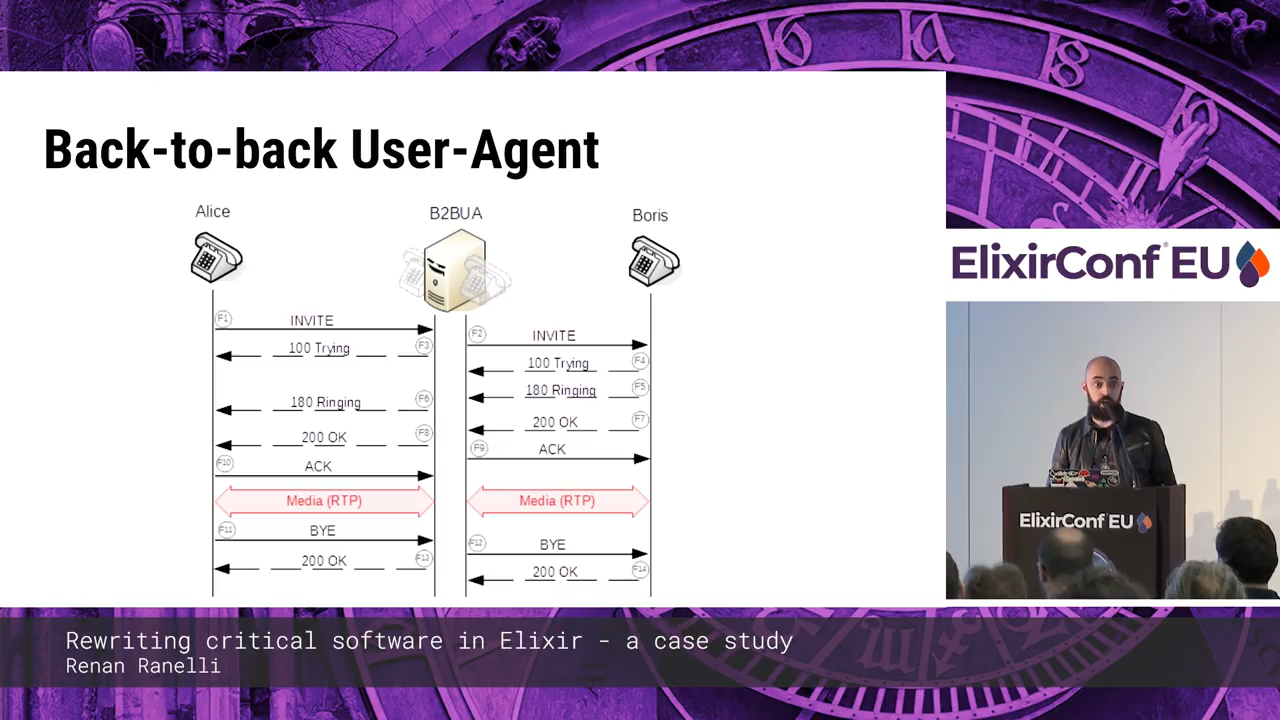 Back-to-back User-Agent
Alice
B2BUA
Boris
F1
INVITE
F2
INVITE
100 Trying
F3
100 Trying
F4
180 Ringing
F5
180 Ringing
F6
200 OK
F7
200 OK
F8
F9
ACK
F10
ACK
Media (RTP)
Media (RTP)
F11
BYE
F12
BYE
200 OK
F13
200 OK
F14
ElixirConf® EU
ElixirConf EU
Rewriting critical software in Elixir - a case study
Renan Ranelli